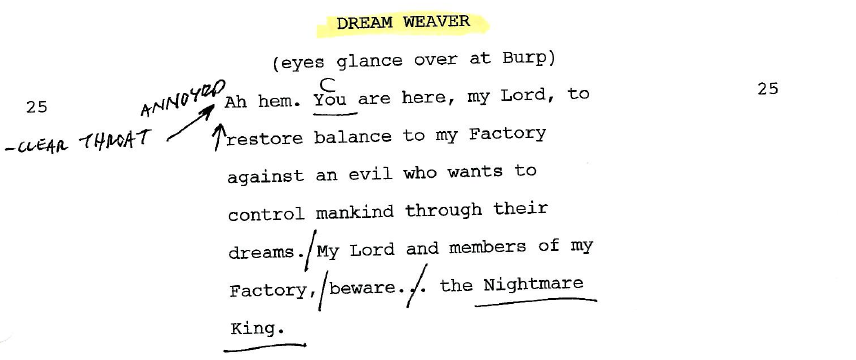 DREAM WEAVER
(eyes glance over at Burp)
C
ANNOYED
25 Ah hem. You are here, my Lord, to 25
-CLEAR THROAT
restore balance to my Factory
against an evil who wants to
control mankind through their
dreams./My Lord and members of my
Factory,/beware../. the Nightmare
King.